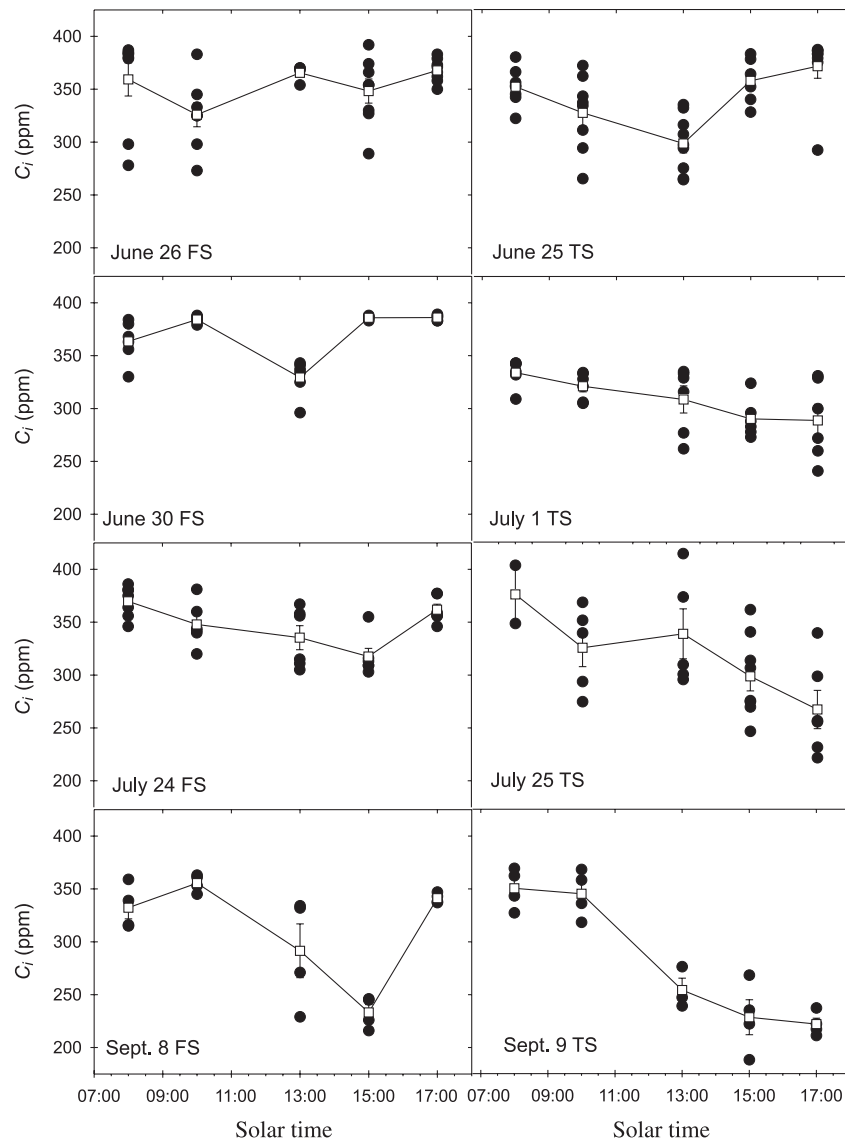 400
350
300
250
200
Cᵢ (ppm)
June 26 FS
June 25 TS
400
350
300
250
200
Cᵢ (ppm)
June 30 FS
July 1 TS
400
350
300
250
200
Cᵢ (ppm)
July 24 FS
July 25 TS
400
350
300
250
200
Cᵢ (ppm)
Sept. 8 FS
Sept. 9 TS
07:00 09:00 11:00 13:00 15:00 17:00
07:00 09:00 11:00 13:00 15:00 17:00
Solar time
Solar time